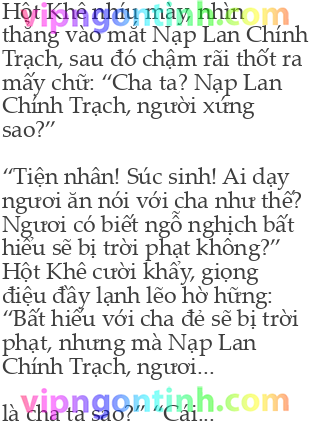 Hột Khê nhíu mày, nhìn
thẳng vào mắt Nạp Lan Chính
Trạch, sau đó chậm rãi thốt ra
mấy chữ: “Cha ta? Nạp Lan
Chính Trạch, người xứng
sao?”
“Tiện nhân! Súc sinh! Ai dạy
ngươi ăn nói với cha như thế?
Ngươi có biết ngỗ nghịch bất
hiếu sẽ bị trời phạt không?”
Hột Khê cười khẩy, giọng
điệu đầy lạnh lẽo hờ hững:
“Bất hiếu với cha đẻ sẽ bị trời
phạt, nhưng mà Nạp Lan
Chính Trạch, ngươi...
là cha ta sao?” “Cái...
vipngontinh.com
vipngontinh.com